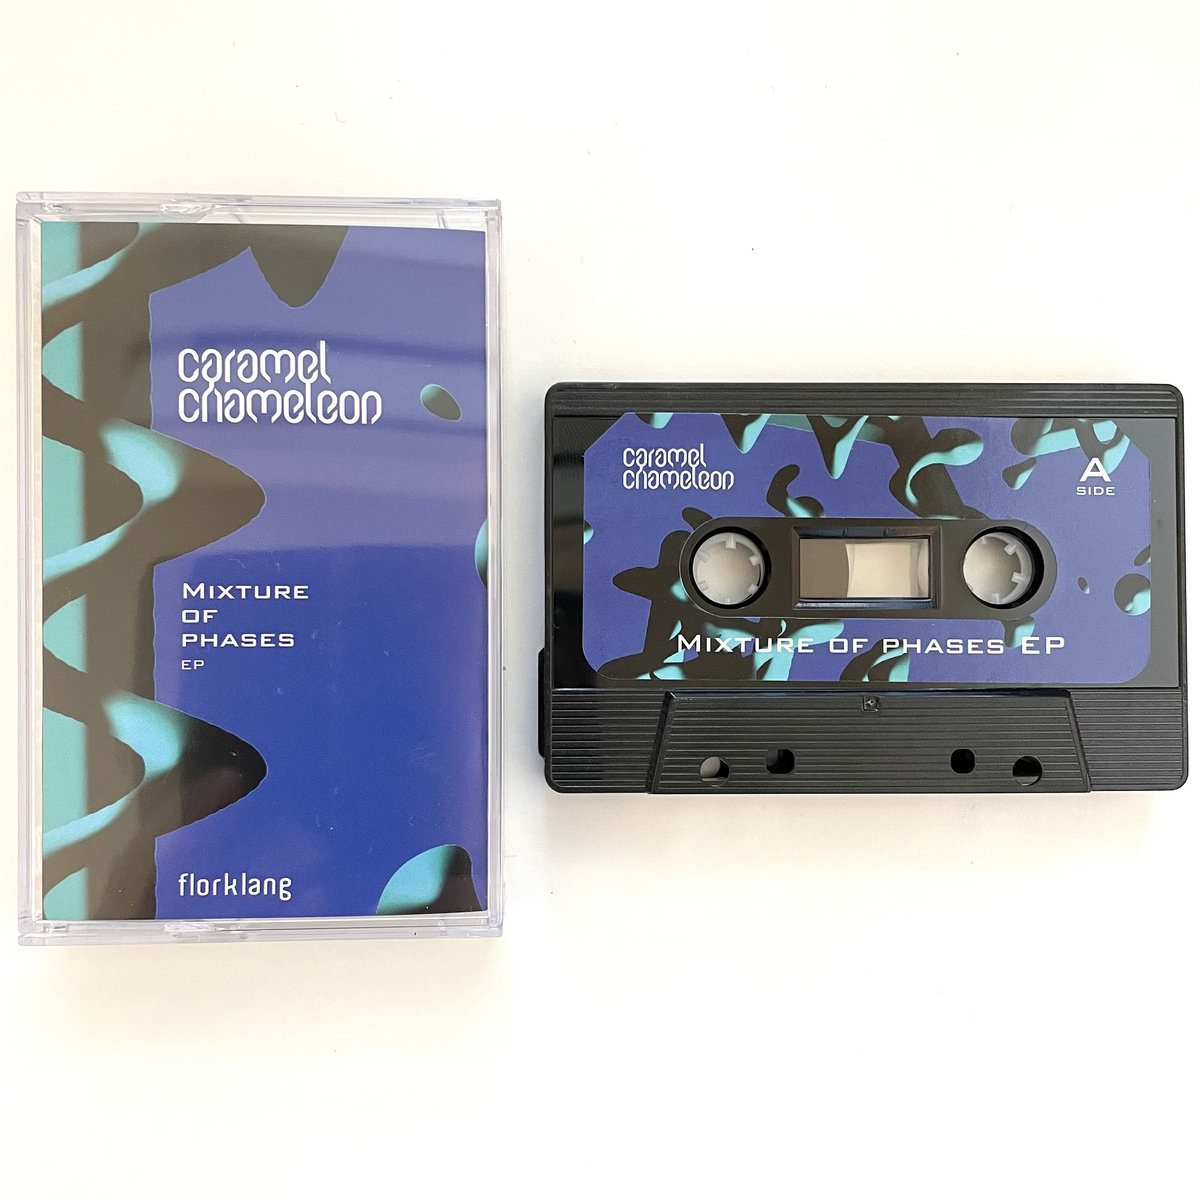 caramel
chameleon
Mixture
of
phases
EP
florklang
caramel
chameleon
A
SIDE
Mixture of phases EP